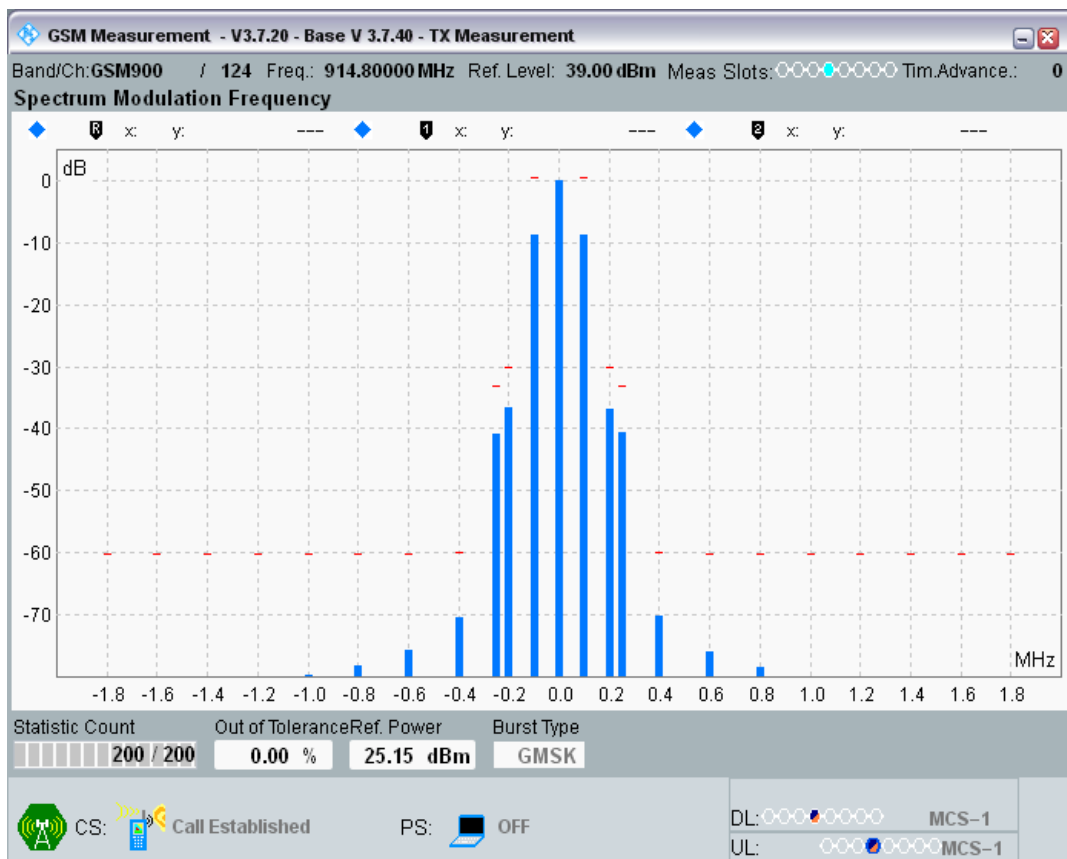 GSM Measurement - V3.7.20 - Base V 3.7.40 - TX Measurement
Band/Ch:GSM900 / 124 Freq.: 914.80000 MHz Ref. Level: 39.00 dBm Meas Slots: Tim.Advance.: 0
Spectrum Modulation Frequency
R x: y: --- 1 x: y: --- 2 x: y: ---
dB
0
-10
-20
-30
-40
-50
-60
-70
MHz
-1.8 -1.6 -1.4 -1.2 -1.0 -0.8 -0.6 -0.4 -0.2 0.0 0.2 0.4 0.6 0.8 1.0 1.2 1.4 1.6 1.8
Statistic Count Out of Tolerance Ref. Power Burst Type
200 / 200 0.00 % 25.15 dBm GMSK
CS: Call Established PS: OFF DL: MCS-1
UL: MCS-1